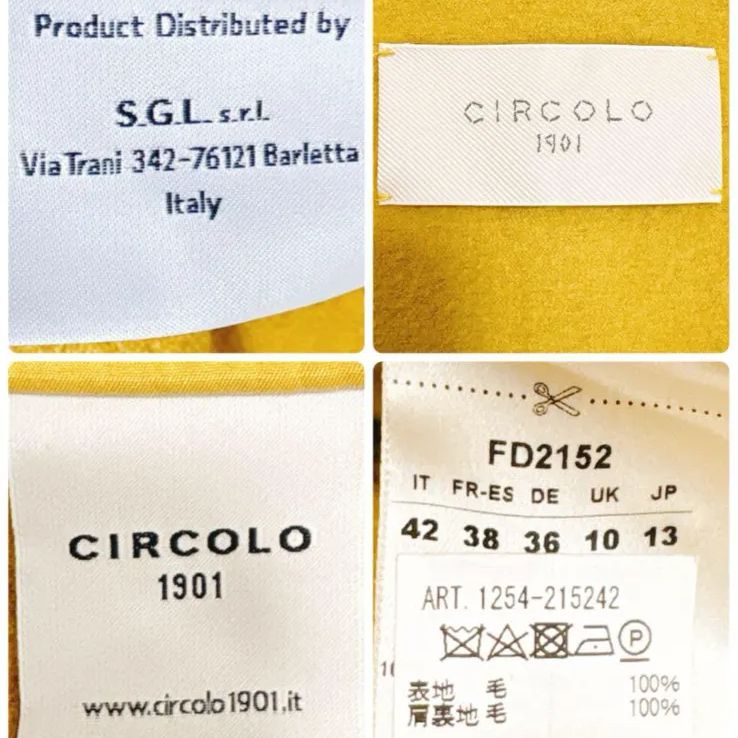 Product Distributed by
S.G.L. s.r.l.
Via Trani 342-76121 Barletta
Italy
CIRCOLO
1901
CIRCOLO
1901
www.circolo1901.it
FD2152
IT FR-ES DE UK JP
42 38 36 10 13
ART. 1254-215242
P
表地 毛 100%
肩裏地 毛 100%